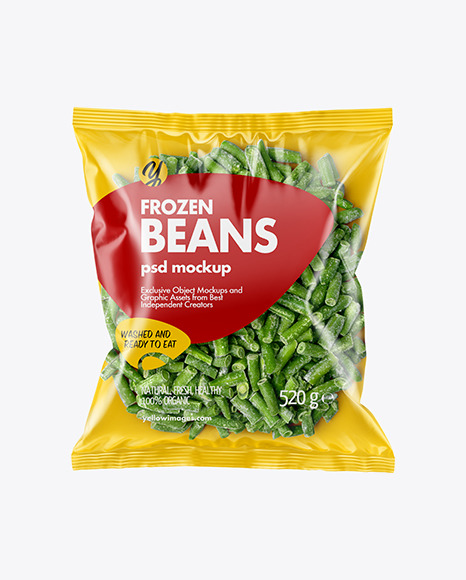 FROZEN
BEANS
psd mockup
Exclusive Object Mockups and
Graphic Assets from Best
Independent Creators
WASHED AND
READY TO EAT
NATURAL, FRESH, HEALTHY
100% ORGANIC
520 g e
yellowimages.com